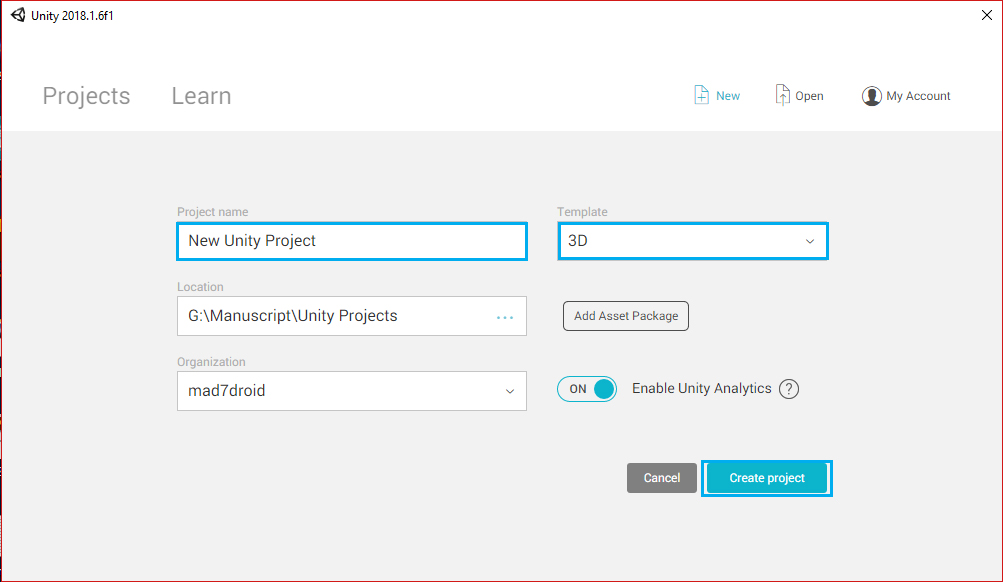 Unity 2018.1.6f1
Projects Learn New Open My Account
Project name Template
New Unity Project 3D
Location
G:\Manuscript\Unity Projects Add Asset Package
Organization
mad7droid ON Enable Unity Analytics ?
Cancel Create project